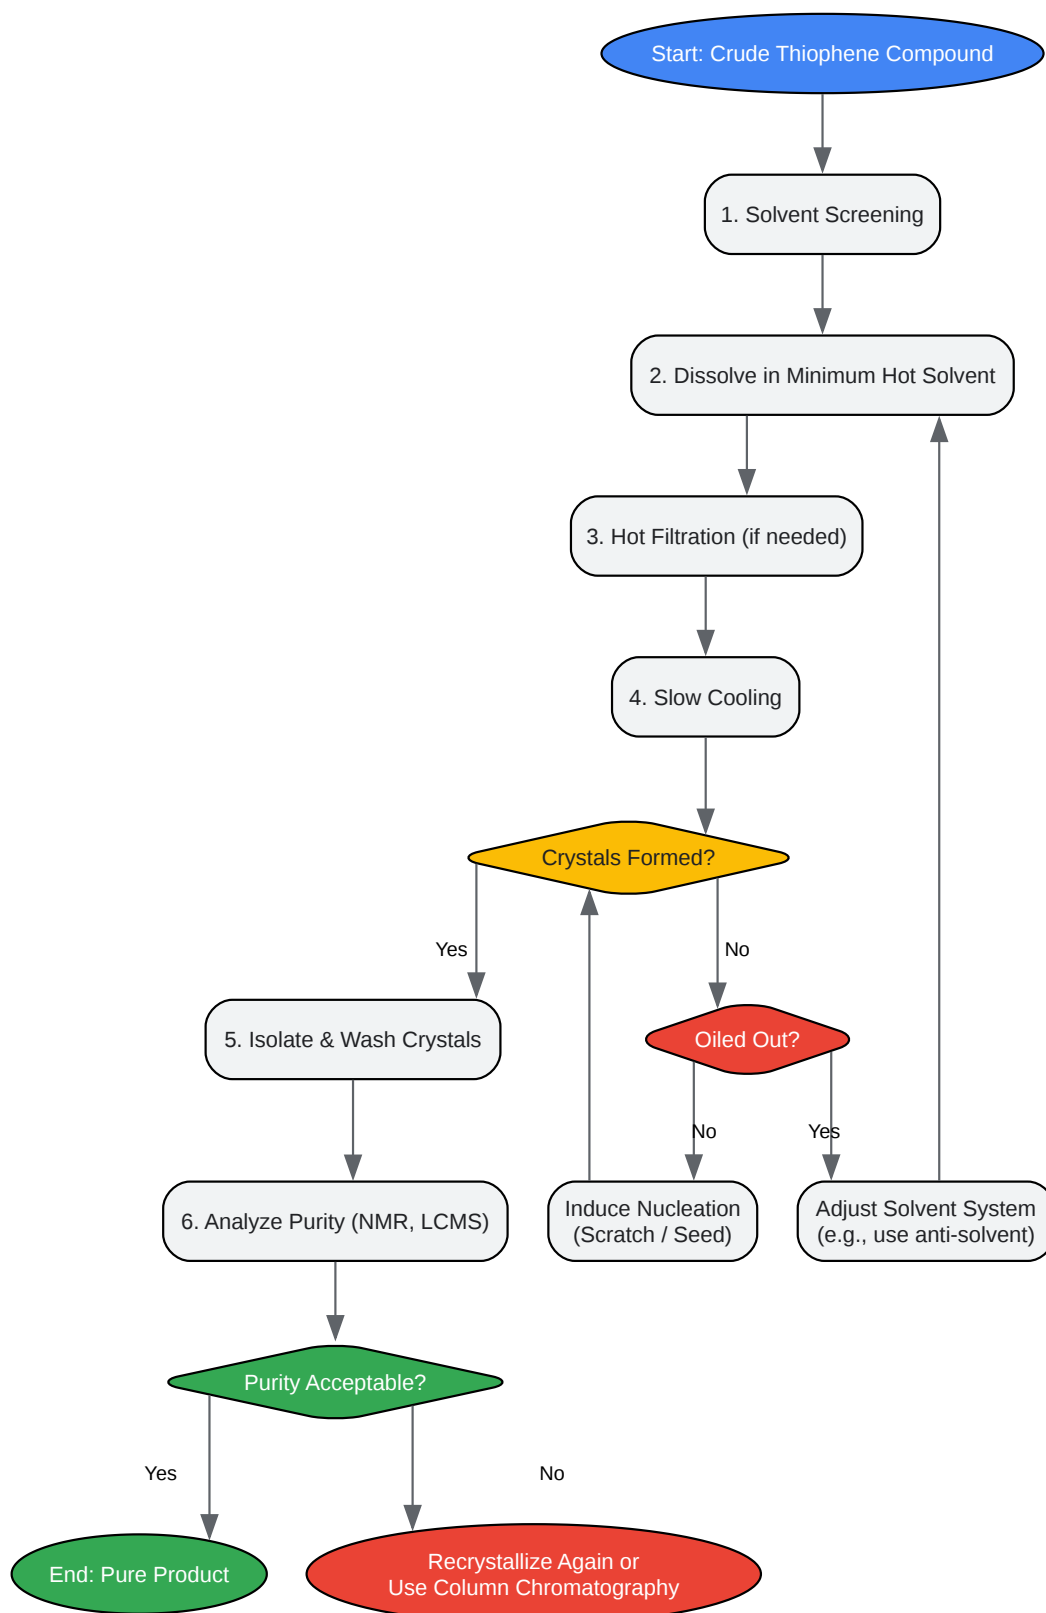 Start: Crude Thiophene Compound
1. Solvent Screening
2. Dissolve in Minimum Hot Solvent
3. Hot Filtration (if needed)
4. Slow Cooling
Crystals Formed?
Yes
No
5. Isolate & Wash Crystals
Oiled Out?
No
Yes
6. Analyze Purity (NMR, LCMS)
Induce Nucleation
(Scratch / Seed)
Adjust Solvent System
(e.g., use anti-solvent)
Purity Acceptable?
Yes
No
End: Pure Product
Recrystallize Again or
Use Column Chromatography